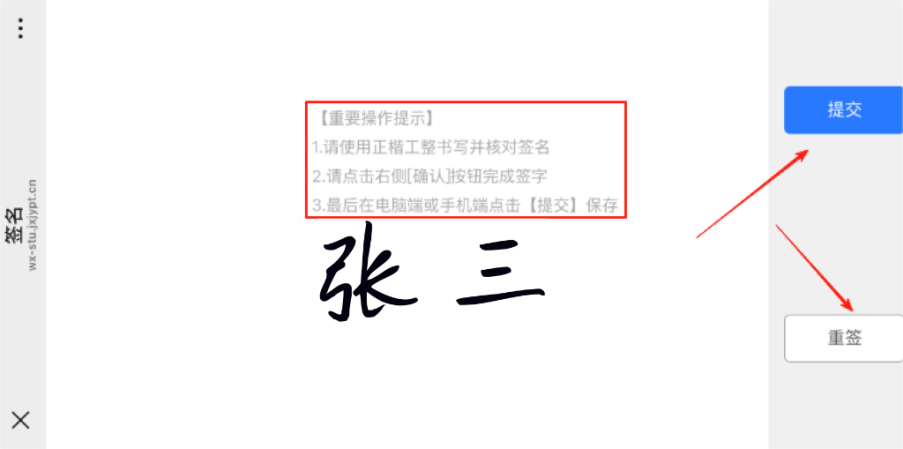 签名
wx-stu.jxjypt.cn
【重要操作提示】
1.请使用正楷工整书写并核对签名
2.请点击右侧[确认]按钮完成签字
3.最后在电脑端或手机端点击【提交】保存
张三
提交
重签